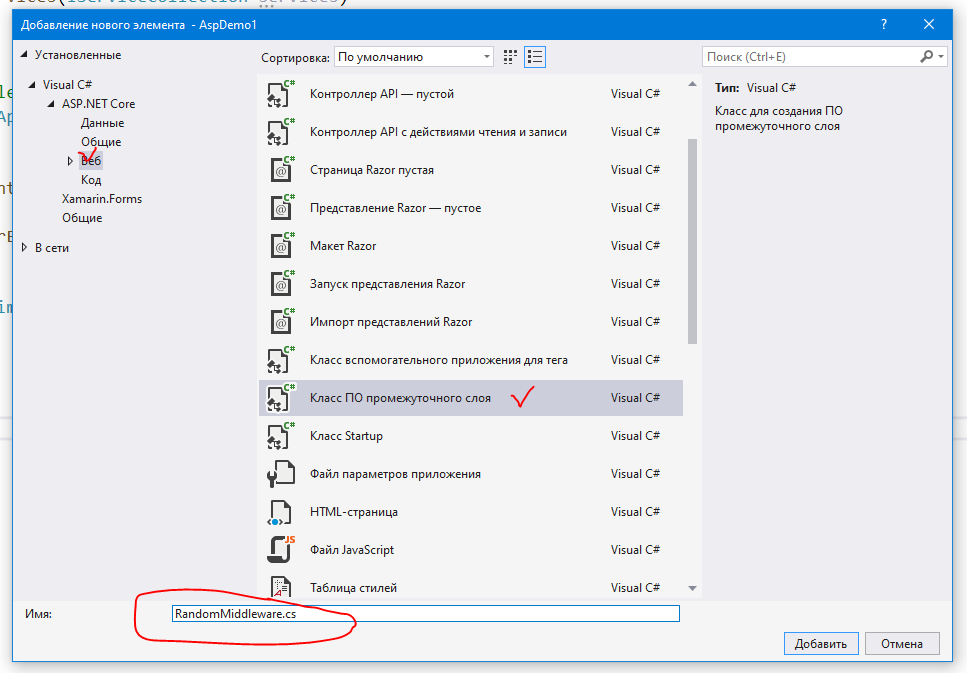 vices(IServiceCollection services)
Добавление нового элемента - AspDemo1
?
Установленные
Visual C#
ASP.NET Core
Данные
Общие
Веб
Код
Xamarin.Forms
Общие
В сети
Сортировка: По умолчанию
Контроллер API — пустой Visual C#
Контроллер API с действиями чтения и записи Visual C#
Страница Razor пустая Visual C#
Представление Razor — пустое Visual C#
Макет Razor Visual C#
Запуск представления Razor Visual C#
Импорт представлений Razor Visual C#
Класс вспомогательного приложения для тега Visual C#
Класс ПО промежуточного слоя Visual C#
Класс Startup Visual C#
Файл параметров приложения Visual C#
HTML-страница Visual C#
Файл JavaScript Visual C#
Таблица стилей Visual C#
Поиск (Ctrl+E)
Тип: Visual C#
Класс для создания ПО
промежуточного слоя
Имя: RandomMiddleware.cs
Добавить Отмена